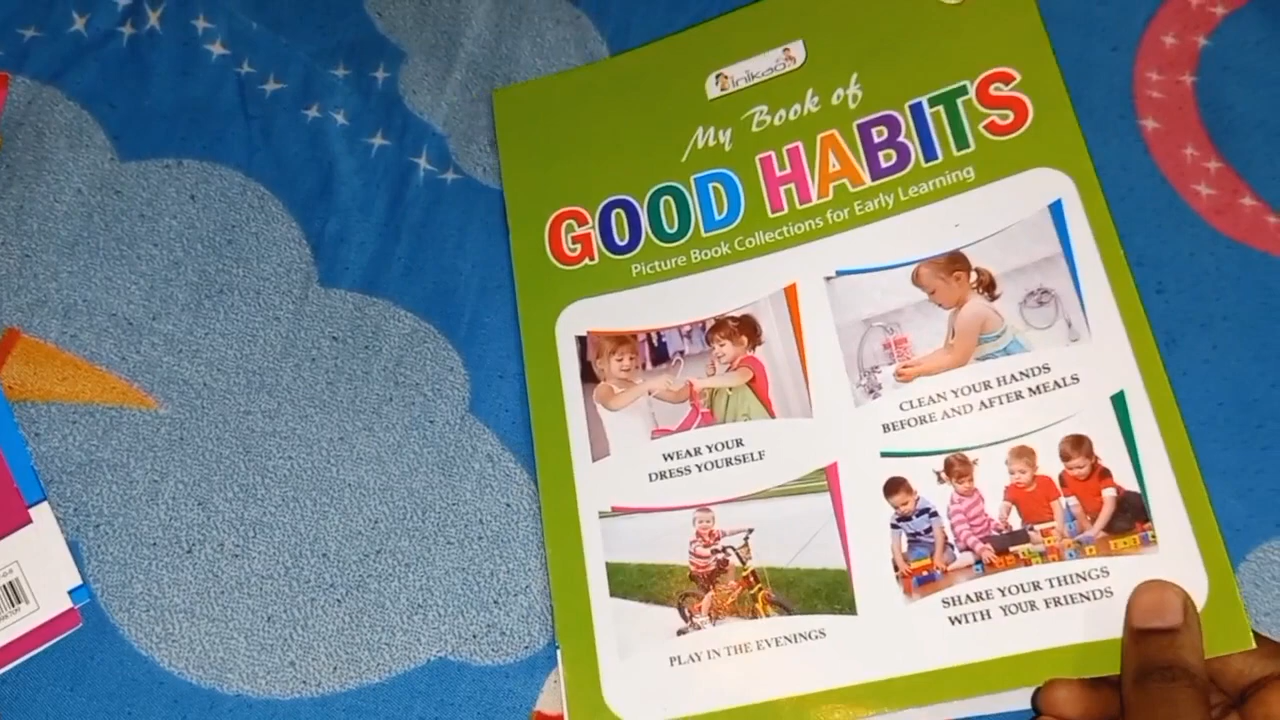 inikao
My Book of
GOOD HABITS
Picture Book Collections for Early Learning
WEAR YOUR
DRESS YOURSELF
CLEAN YOUR HANDS
BEFORE AND AFTER MEALS
PLAY IN THE EVENINGS
SHARE YOUR THINGS
WITH YOUR FRIENDS